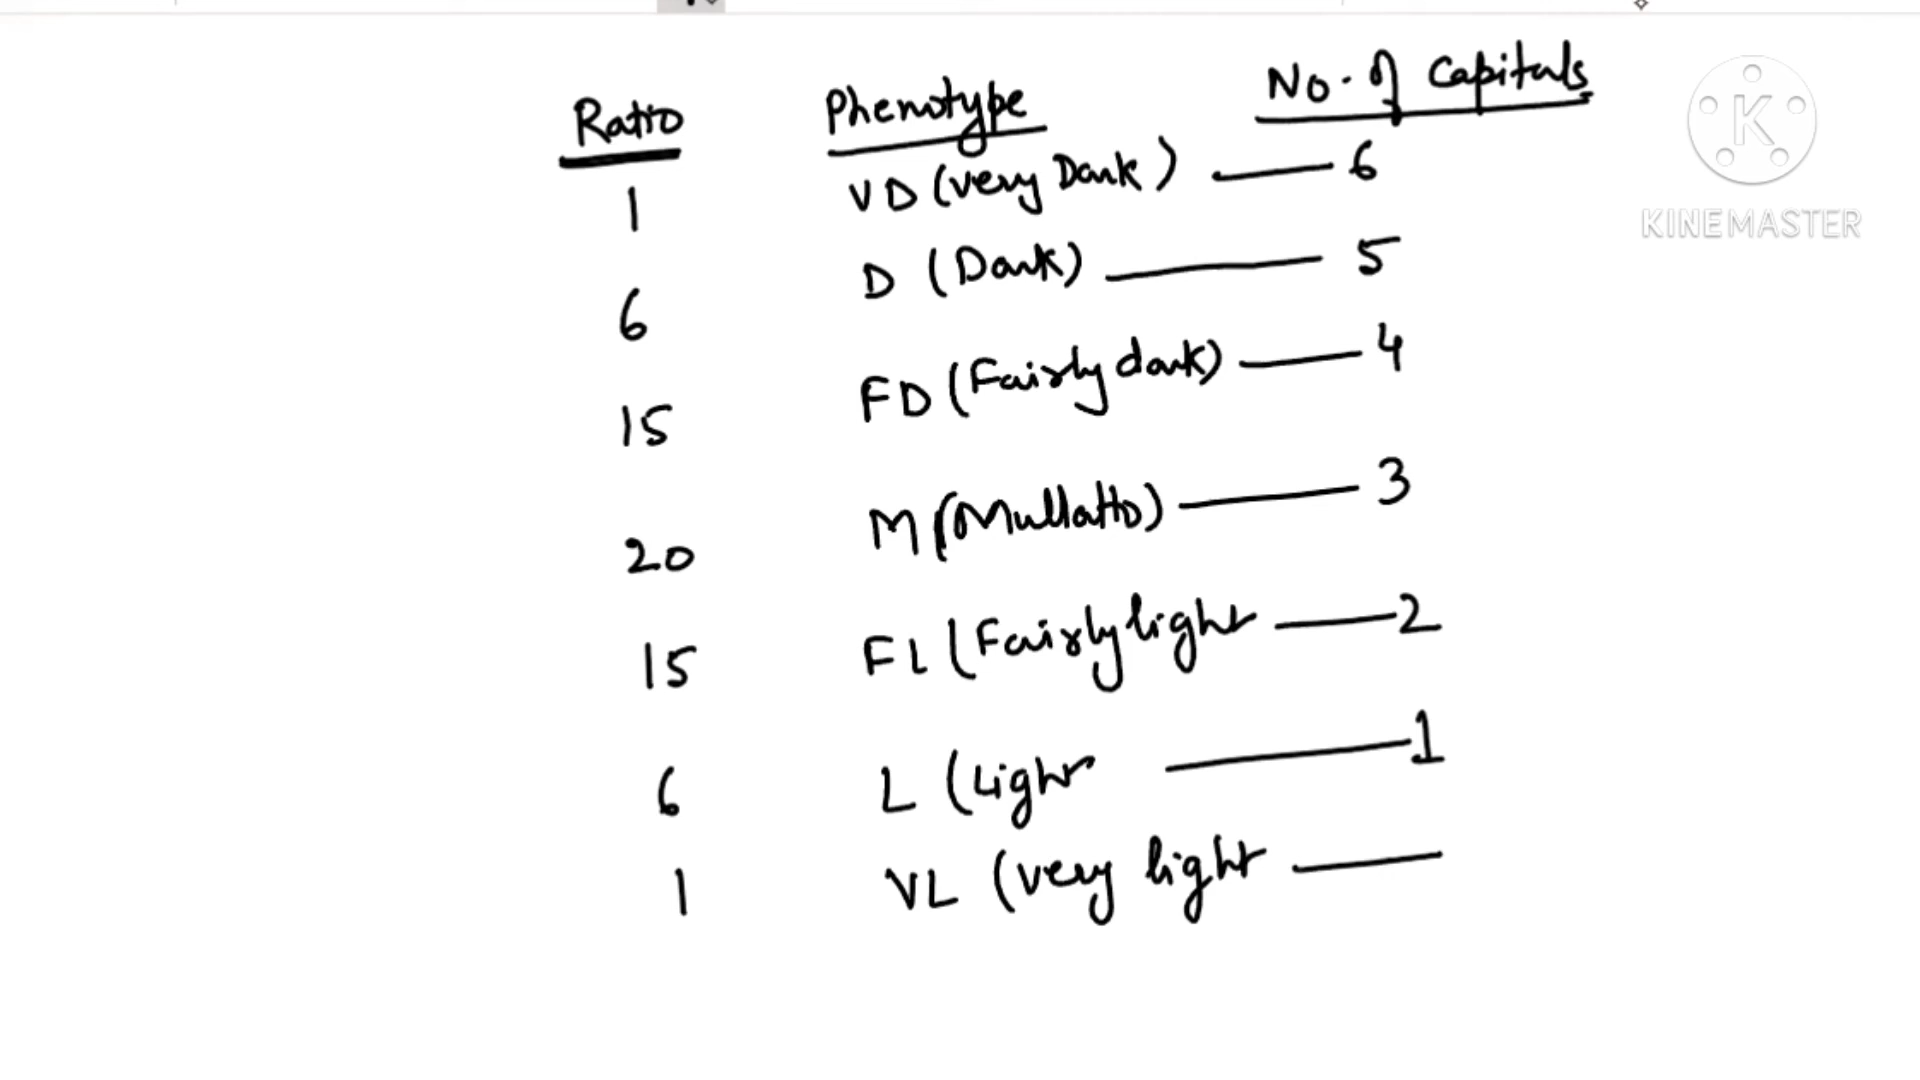 Ratio Phenotype No. of Capitals
1 VD (very Dark) — 6
6 D (Dark) — 5
15 FD (Fairly dark) — 4
20 M (Mullatto) — 3
15 FL (Fairly light — 2
6 L (Light — 1
1 VL (very light —
K
KINEMASTER